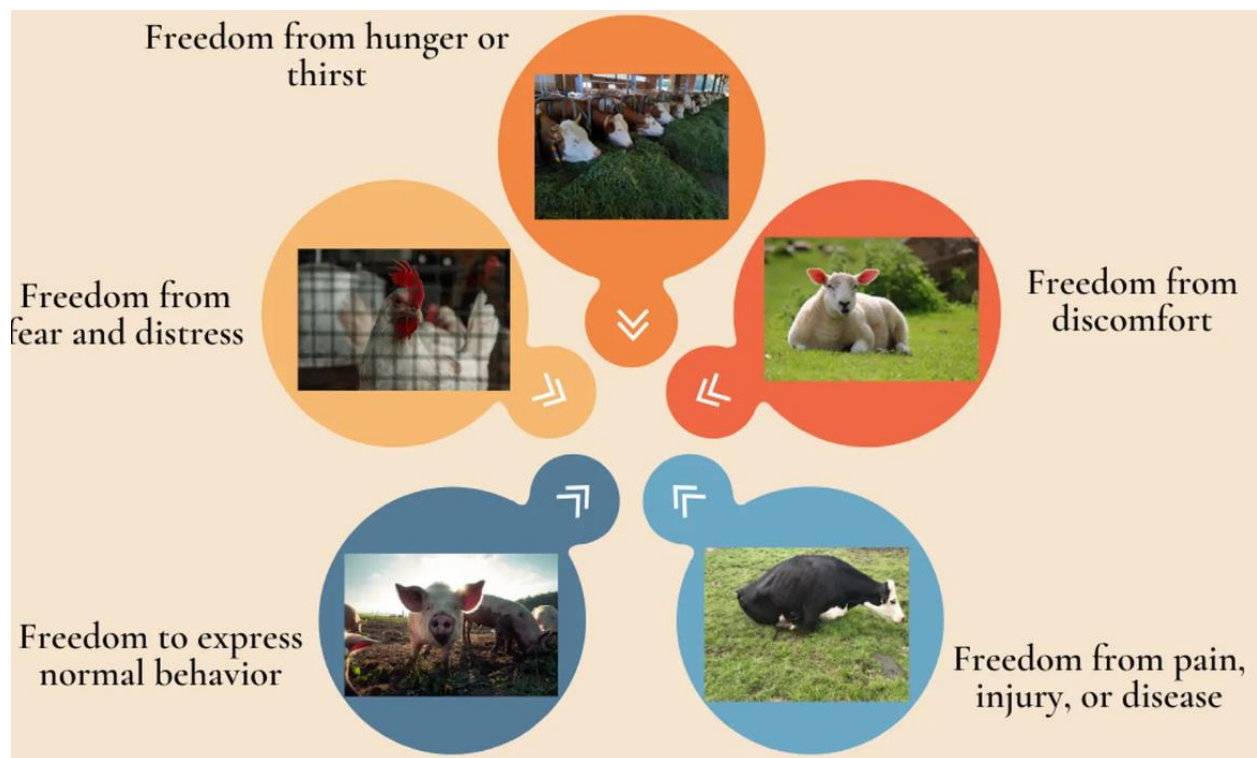 Freedom from hunger or
thirst
Freedom from
discomfort
Freedom from
fear and distress
Freedom to express
normal behavior
Freedom from pain,
injury, or disease